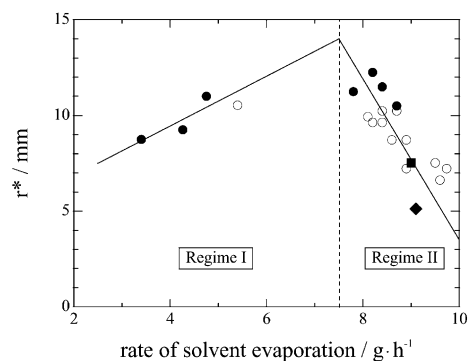 15
10
5
0
r* / mm
Regime I
Regime II
2 4 6 8 10
rate of solvent evaporation / g·h⁻¹